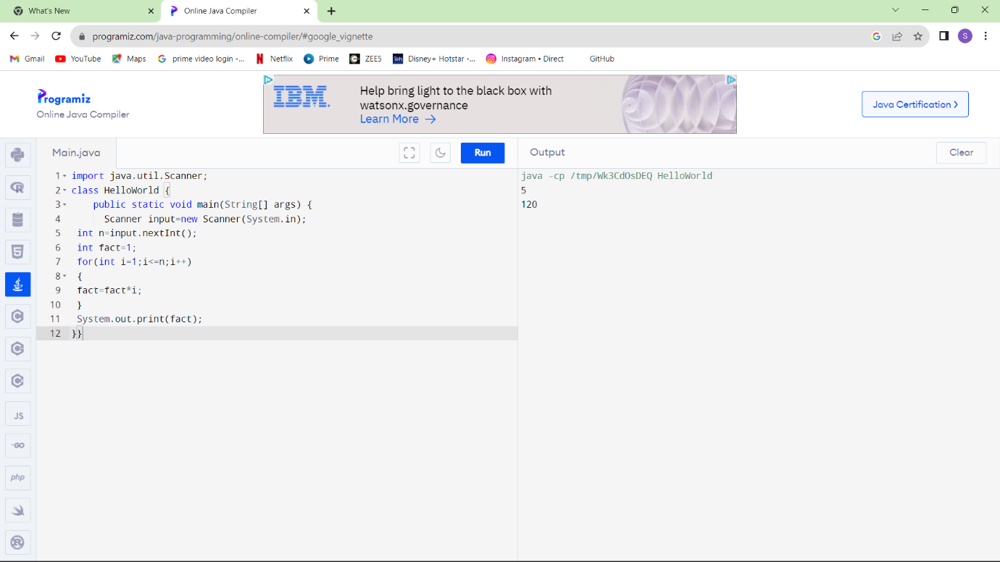 What's New
Online Java Compiler
programiz.com/java-programming/online-compiler/#google_vignette
S
Gmail YouTube Maps prime video login -... Netflix Prime ZEE5 Disney+ Hotstar -... Instagram • Direct GitHub
Programiz
Online Java Compiler
IBM.
Help bring light to the black box with
watsonx.governance
Learn More →
Java Certification >
Main.java
Run
Output
Clear
1 import java.util.Scanner;
2 class HelloWorld {
3 public static void main(String[] args) {
4 Scanner input=new Scanner(System.in);
5 int n=input.nextInt();
6 int fact=1;
7 for(int i=1;i<=n;i++)
8 {
9 fact=fact*i;
10 }
11 System.out.print(fact);
12 }}
java -cp /tmp/Wk3CdOsDEQ HelloWorld
5
120
JS
GO
php